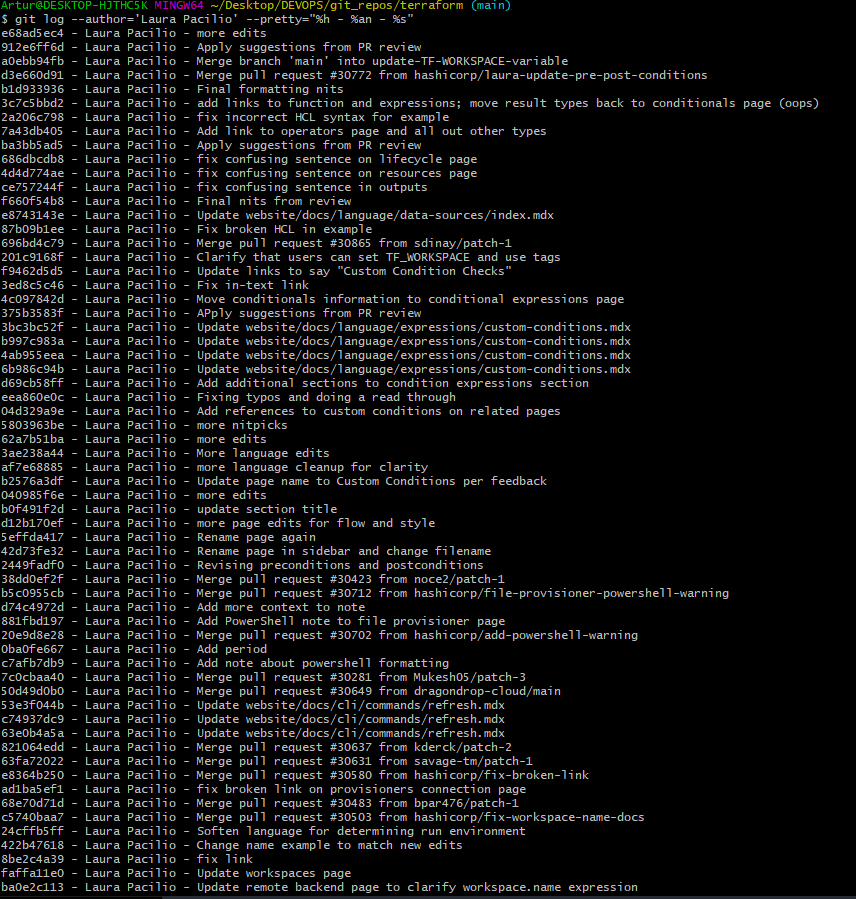 Artur@DESKTOP-HJTHC5K MINGW64 ~/Desktop/DEVOPS/git_repos/terraform (main)
$ git log --author='Laura Pacilio' --pretty="%h - %an - %s"
e68ad5ec4 - Laura Pacilio - more edits
912e6ff6d - Laura Pacilio - Apply suggestions from PR review
a0ebb94fb - Laura Pacilio - Merge branch 'main' into update-TF-WORKSPACE-variable
d3e660d91 - Laura Pacilio - Merge pull request #30772 from hashicorp/laura-update-pre-post-conditions
b1d933936 - Laura Pacilio - Final formatting nits
3c7c5bbd2 - Laura Pacilio - add links to function and expressions; move result types back to conditionals page (oops)
2a206c798 - Laura Pacilio - fix incorrect HCL syntax for example
7a43db405 - Laura Pacilio - Add link to operators page and all out other types
ba3bb5ad5 - Laura Pacilio - Apply suggestions from PR review
686dbcdb8 - Laura Pacilio - fix confusing sentence on lifecycle page
4d4d774ae - Laura Pacilio - fix confusing sentence on resources page
ce757244f - Laura Pacilio - fix confusing sentence in outputs
f660f54b8 - Laura Pacilio - Final nits from review
e8743143e - Laura Pacilio - Update website/docs/language/data-sources/index.mdx
87b09b1ee - Laura Pacilio - Fix broken HCL in example
696bd4c79 - Laura Pacilio - Merge pull request #30865 from sdinay/patch-1
201c9168f - Laura Pacilio - Clarify that users can set TF_WORKSPACE and use tags
f9462d5d5 - Laura Pacilio - Update links to say "Custom Condition Checks"
3ed8c5c46 - Laura Pacilio - Fix in-text link
4c097842d - Laura Pacilio - Move conditionals information to conditional expressions page
375b3583f - Laura Pacilio - APply suggestions from PR review
3bc3bc52f - Laura Pacilio - Update website/docs/language/expressions/custom-conditions.mdx
b997c983a - Laura Pacilio - Update website/docs/language/expressions/custom-conditions.mdx
4ab955eea - Laura Pacilio - Update website/docs/language/expressions/custom-conditions.mdx
6b986c94b - Laura Pacilio - Update website/docs/language/expressions/custom-conditions.mdx
d69cb58ff - Laura Pacilio - Add additional sections to condition expressions section
eea860e0c - Laura Pacilio - Fixing typos and doing a read through
04d329a9e - Laura Pacilio - Add references to custom conditions on related pages
5803963be - Laura Pacilio - more nitpicks
62a7b51ba - Laura Pacilio - more edits
3ae238a44 - Laura Pacilio - More language edits
af7e68885 - Laura Pacilio - more language cleanup for clarity
b2576a3df - Laura Pacilio - Update page name to Custom Conditions per feedback
040985f6e - Laura Pacilio - more edits
b0f491f2d - Laura Pacilio - update section title
d12b170ef - Laura Pacilio - more page edits for flow and style
5effda417 - Laura Pacilio - Rename page again
42d73fe32 - Laura Pacilio - Rename page in sidebar and change filename
2449fadf0 - Laura Pacilio - Revising preconditions and postconditions
38dd0ef2f - Laura Pacilio - Merge pull request #30423 from noce2/patch-1
b5c0955cb - Laura Pacilio - Merge pull request #30712 from hashicorp/file-provisioner-powershell-warning
d74c4972d - Laura Pacilio - Add more context to note
881fbd197 - Laura Pacilio - Add PowerShell note to file provisioner page
20e9d8e28 - Laura Pacilio - Merge pull request #30702 from hashicorp/add-powershell-warning
0ba0fe667 - Laura Pacilio - Add period
c7afb7db9 - Laura Pacilio - Add note about powershell formatting
7c0cbaa40 - Laura Pacilio - Merge pull request #30281 from Mukesh05/patch-3
50d49d0b0 - Laura Pacilio - Merge pull request #30649 from dragondrop-cloud/main
53e3f044b - Laura Pacilio - Update website/docs/cli/commands/refresh.mdx
c74937dc9 - Laura Pacilio - Update website/docs/cli/commands/refresh.mdx
63e0b4a5a - Laura Pacilio - Update website/docs/cli/commands/refresh.mdx
821064edd - Laura Pacilio - Merge pull request #30637 from kderck/patch-2
63fa72022 - Laura Pacilio - Merge pull request #30631 from savage-tm/patch-1
e8364b250 - Laura Pacilio - Merge pull request #30580 from hashicorp/fix-broken-link
ad1ba5ef1 - Laura Pacilio - fix broken link on provisioners connection page
68e70d71d - Laura Pacilio - Merge pull request #30483 from bpar476/patch-1
c5740baa7 - Laura Pacilio - Merge pull request #30503 from hashicorp/fix-workspace-name-docs
24cffb5ff - Laura Pacilio - Soften language for determining run environment
422b47618 - Laura Pacilio - Change name example to match new edits
8be2c4a39 - Laura Pacilio - fix link
faffa11e0 - Laura Pacilio - Update workspaces page
ba0e2c113 - Laura Pacilio - Update remote backend page to clarify workspace.name expression